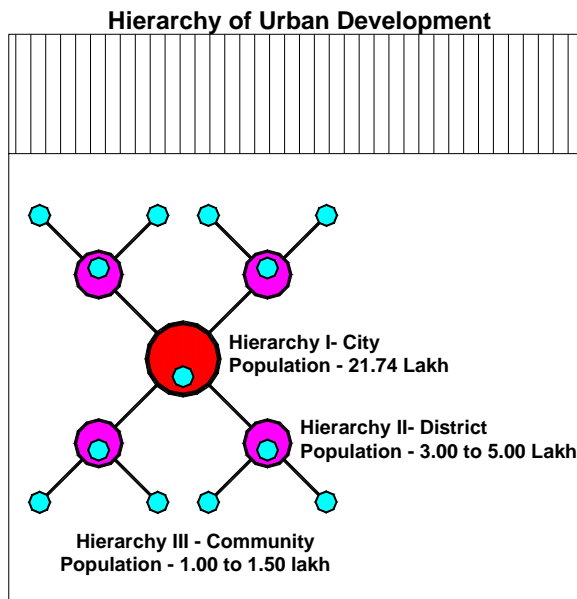 Hierarchy of Urban Development
Hierarchy I- City
Population - 21.74 Lakh
Hierarchy II- District
Population - 3.00 to 5.00 Lakh
Hierarchy III - Community
Population - 1.00 to 1.50 lakh